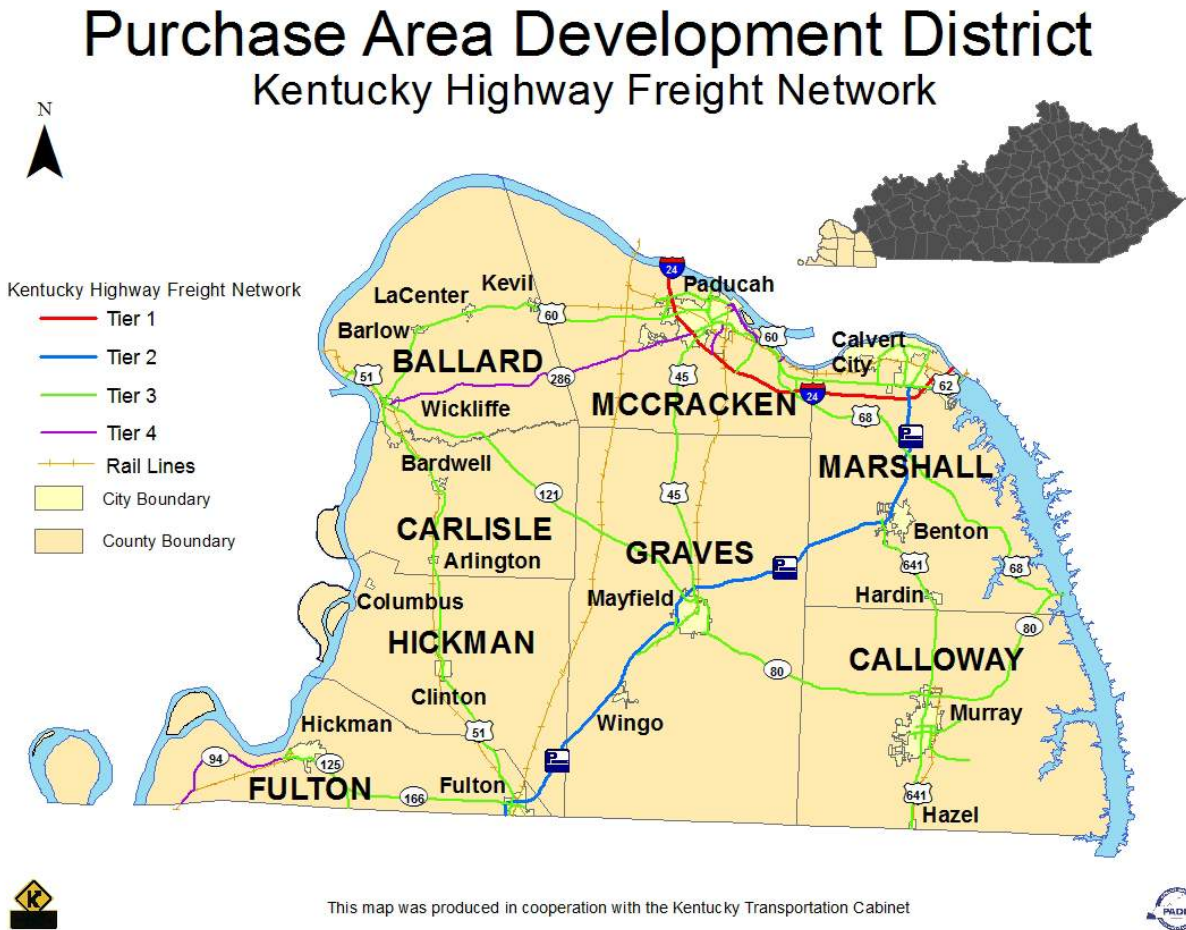 Purchase Area Development District
Kentucky Highway Freight Network
N
Kentucky Highway Freight Network
Tier 1
Tier 2
Tier 3
Tier 4
Rail Lines
City Boundary
County Boundary
24
Paducah
Kevil
LaCenter
60
Barlow
60
Calvert
City
BALLARD
51
286
45
62
24
MCCRACKEN
Wickliffe
68
P
Bardwell
MARSHALL
121
45
CARLISLE
Benton
GRAVES
Arlington
641
68
P
Columbus
Mayfield
Hardin
80
HICKMAN
CALLOWAY
80
Clinton
Wingo
Murray
Hickman
51
94
125
P
FULTON
Fulton
166
641
Hazel
K
This map was produced in cooperation with the Kentucky Transportation Cabinet